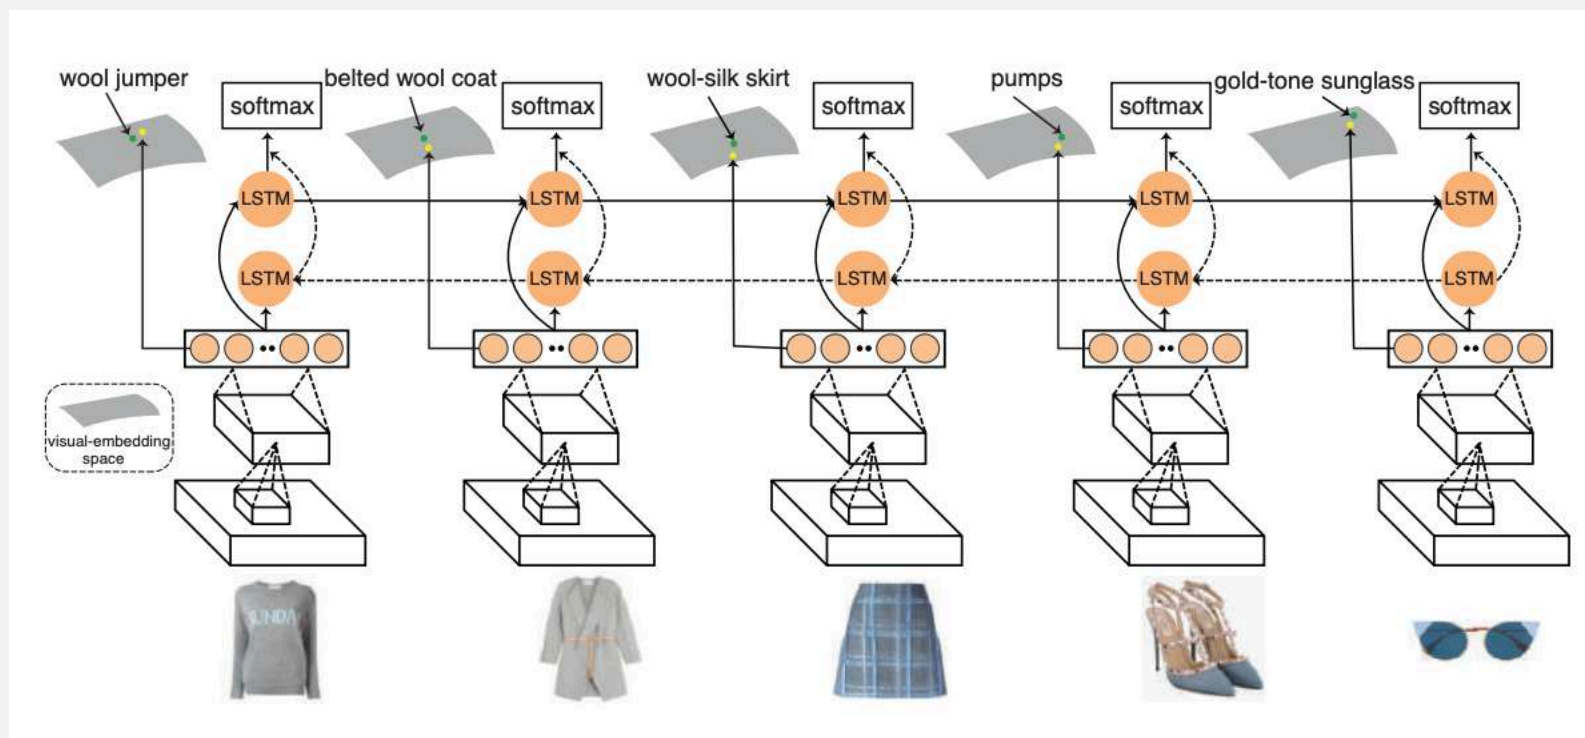 wool jumper
softmax
belted wool coat
softmax
wool-silk skirt
softmax
pumps
softmax
gold-tone sunglass
softmax
LSTM
LSTM
LSTM
LSTM
LSTM
LSTM
LSTM
LSTM
LSTM
LSTM
visual-embedding
space